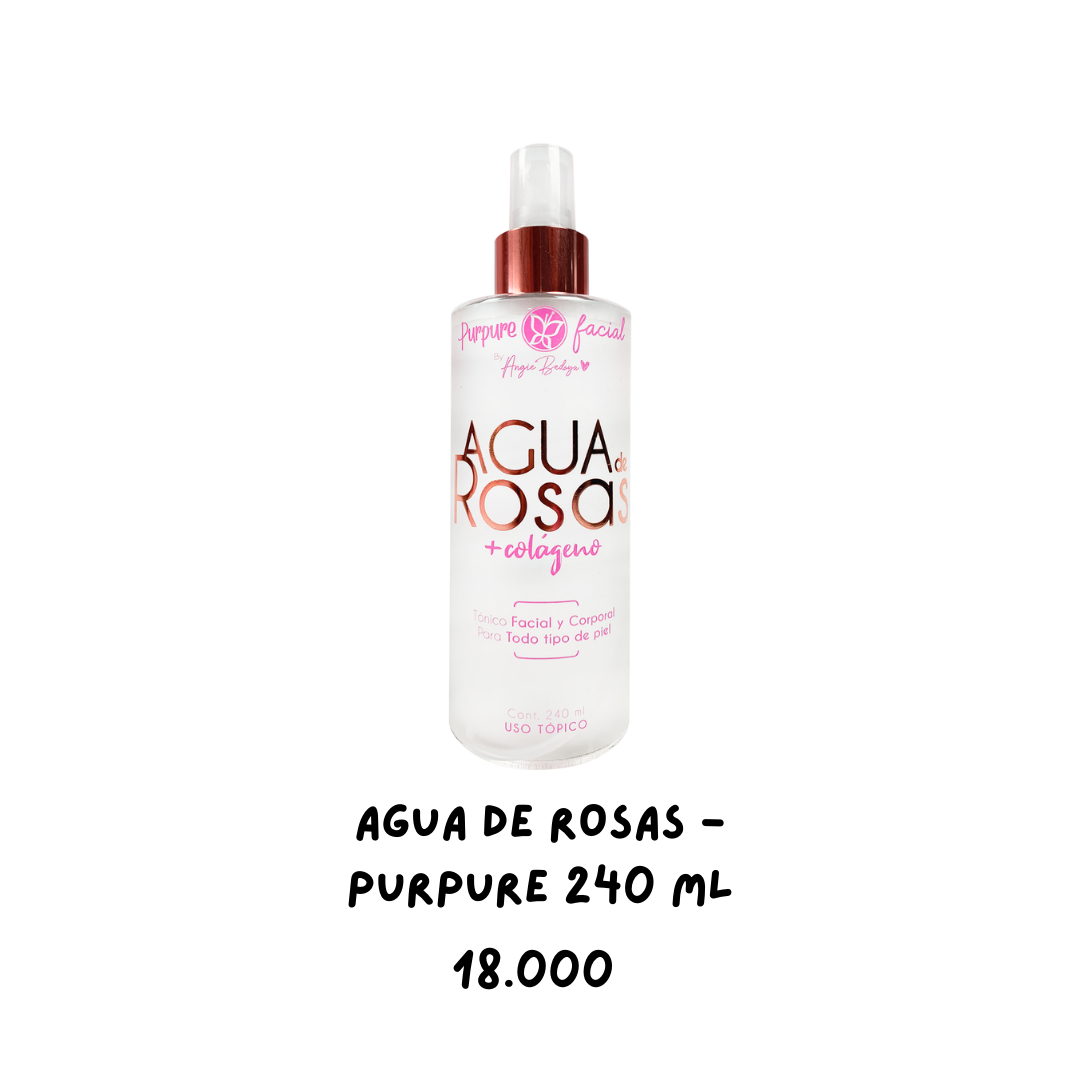 Purpure facial
By Angie Bedoya
AGUA de
Rosas
+colágeno
Tónico Facial y Corporal
Para Todo tipo de piel
Cont. 240 ml
USO TÓPICO
AGUA DE ROSAS -
PURPURE 240 ML
18.000